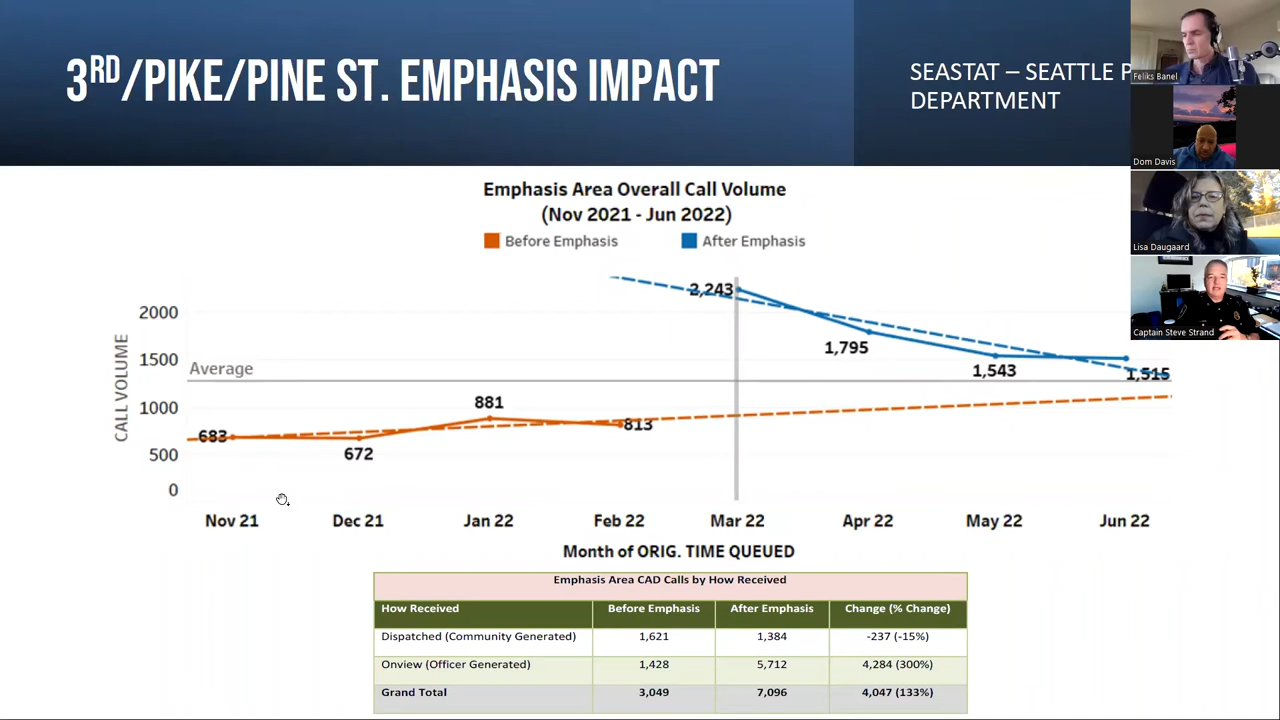 3RD/PIKE/PINE ST. EMPHASIS IMPACT
SEASTAT – SEATTLE P
DEPARTMENT
Feliks Banel
Dom Davis
Lisa Daugaard
Captain Steve Strand
Emphasis Area Overall Call Volume
(Nov 2021 - Jun 2022)
Before Emphasis After Emphasis
CALL VOLUME
2000
1500
1000
500
0
Average
683
672
881
813
2,243
1,795
1,543
1,515
Nov 21 Dec 21 Jan 22 Feb 22 Mar 22 Apr 22 May 22 Jun 22
Month of ORIG. TIME QUEUED
Emphasis Area CAD Calls by How Received
How Received Before Emphasis After Emphasis Change (% Change)
Dispatched (Community Generated) 1,621 1,384 -237 (-15%)
Onview (Officer Generated) 1,428 5,712 4,284 (300%)
Grand Total 3,049 7,096 4,047 (133%)